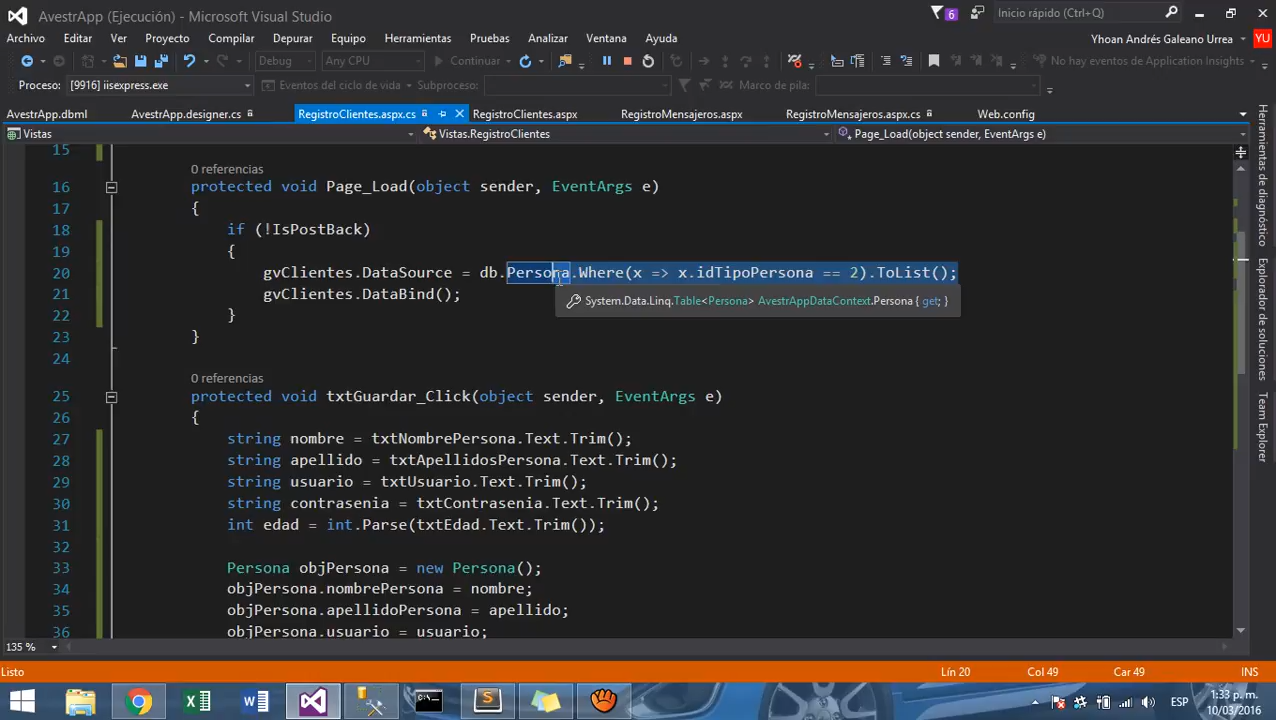 AvestrApp (Ejecución) - Microsoft Visual Studio
6
Inicio rápido (Ctrl+Q)
Archivo Editar Ver Proyecto Compilar Depurar Equipo Herramientas Pruebas Analizar Ventana Ayuda
Yhoan Andrés Galeano Urrea
YU
Debug Any CPU Continuar No hay eventos de Application Insights
Proceso: [9916] iisexpress.exe Eventos del ciclo de vida Subproceso: Marco de pila:
AvestrApp.dbml AvestrApp.designer.cs RegistroClientes.aspx.cs RegistroClientes.aspx RegistroMensajeros.aspx RegistroMensajeros.aspx.cs Web.config
Vistas Vistas.RegistroClientes Page_Load(object sender, EventArgs e)
15
0 referencias
16 protected void Page_Load(object sender, EventArgs e)
17 {
18 if (!IsPostBack)
19 {
20 gvClientes.DataSource = db.Persona.Where(x => x.idTipoPersona == 2).ToList();
21 gvClientes.DataBind();
System.Data.Linq.Table<Persona> AvestrAppDataContext.Persona { get; }
22 }
23 }
24
0 referencias
25 protected void txtGuardar_Click(object sender, EventArgs e)
26 {
27 string nombre = txtNombrePersona.Text.Trim();
28 string apellido = txtApellidosPersona.Text.Trim();
29 string usuario = txtUsuario.Text.Trim();
30 string contrasenia = txtContrasenia.Text.Trim();
31 int edad = int.Parse(txtEdad.Text.Trim());
32
33 Persona objPersona = new Persona();
34 objPersona.nombrePersona = nombre;
35 objPersona.apellidoPersona = apellido;
36 objPersona.usuario = usuario;
Herramientas de diagnóstico
Explorador de soluciones
Team Explorer
135 %
Listo Lín 20 Col 49 Car 49 INS
ESP
1:33 p. m.
10/03/2016